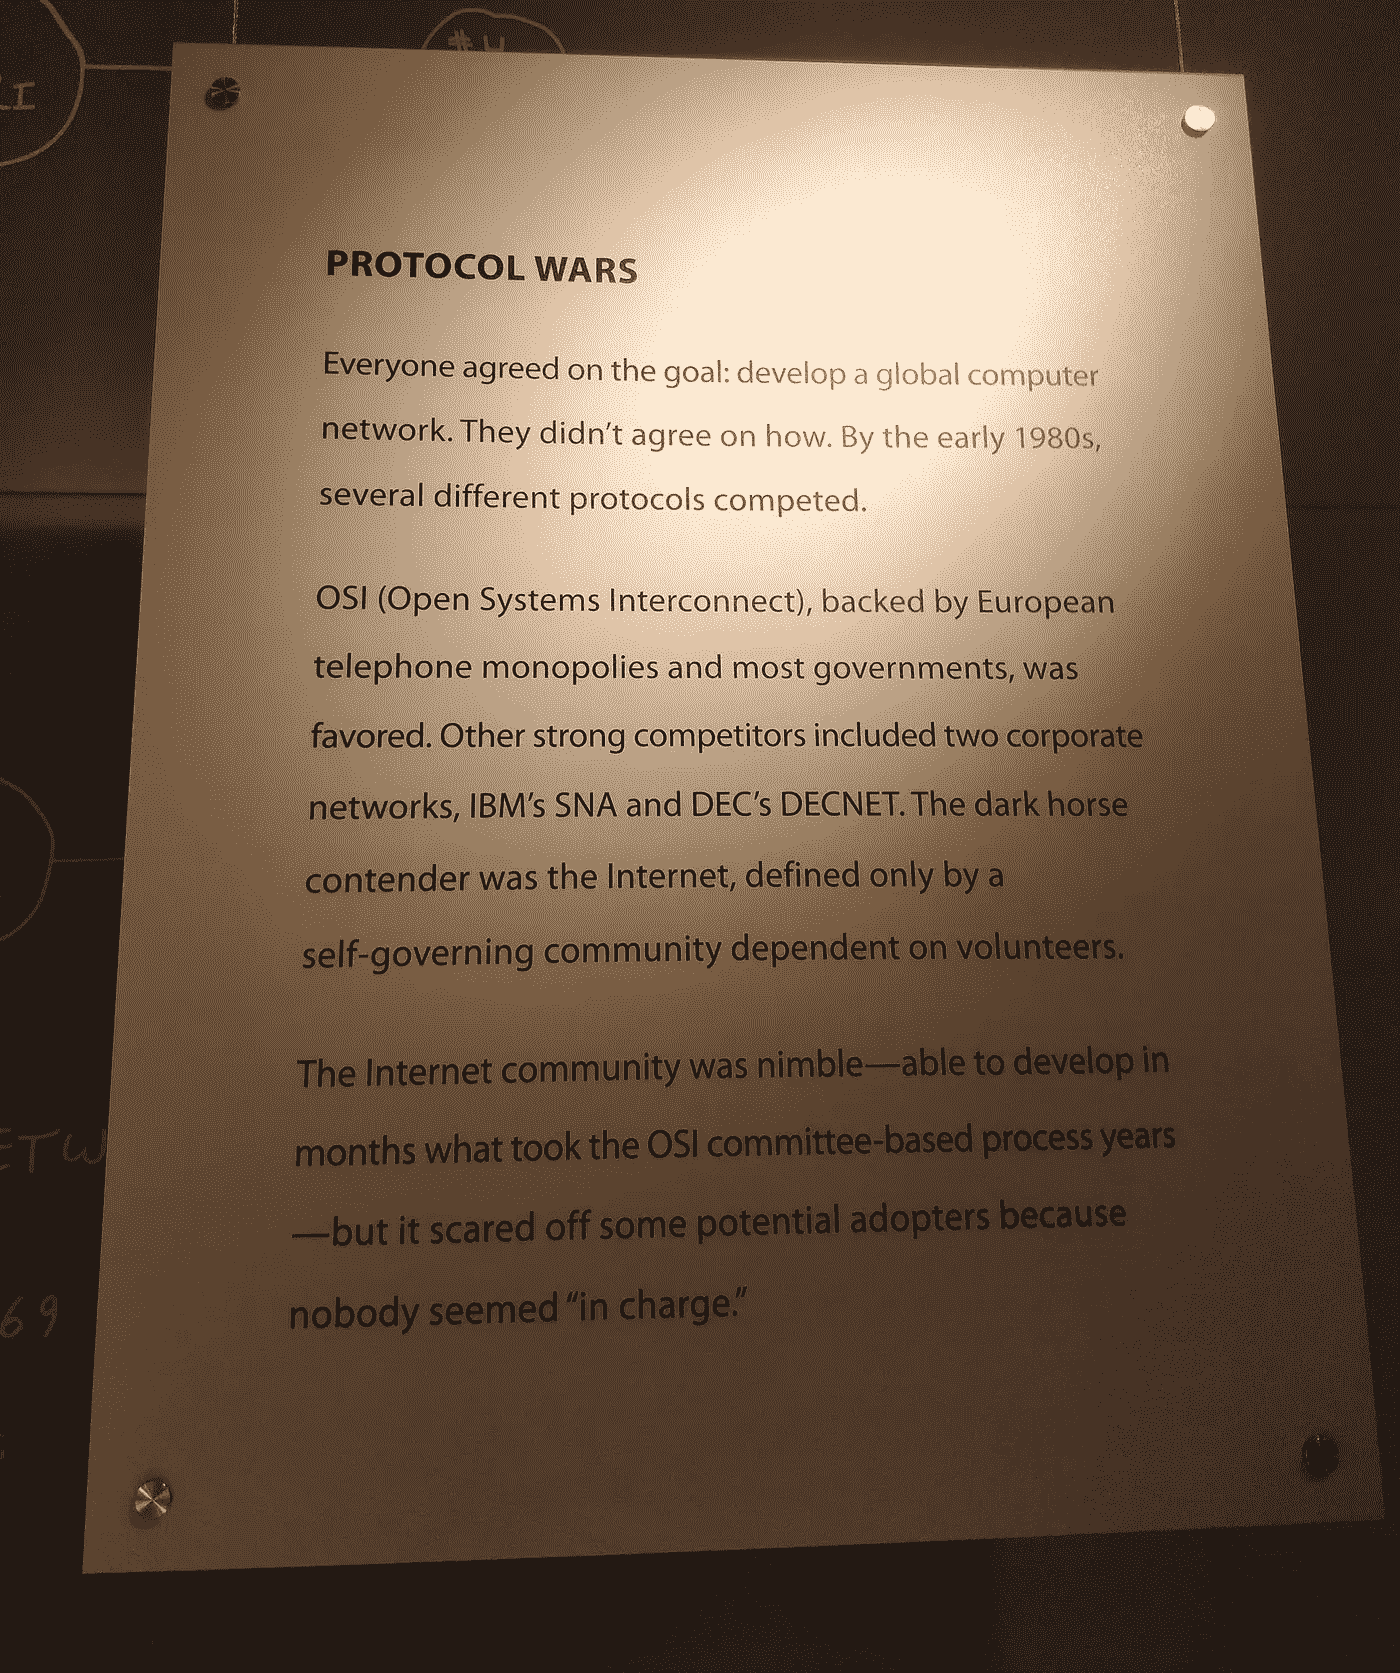 #4
PROTOCOL WARS
Everyone agreed on the goal: develop a global computer
network. They didn’t agree on how. By the early 1980s,
several different protocols competed.
OSI (Open Systems Interconnect), backed by European
telephone monopolies and most governments, was
favored. Other strong competitors included two corporate
networks, IBM’s SNA and DEC’s DECNET. The dark horse
contender was the Internet, defined only by a
self-governing community dependent on volunteers.
The Internet community was nimble—able to develop in
months what took the OSI committee-based process years
—but it scared off some potential adopters because
nobody seemed “in charge.”
69